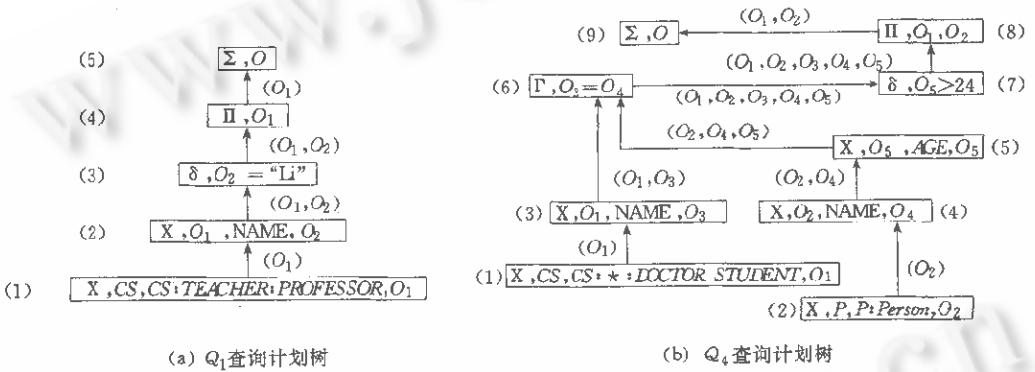 (5) Σ,O
(O₁)
(4) Π,O₁
(O₁,O₂)
(3) δ,O₂ = “Li”
(O₁,O₂)
(2) X,O₁ ,NAME, O₂
(O₁)
(1) X,CS,CS:TEACHER:PROFESSOR,O₁
(a) Q₁查询计划树
(O₁,O₂)
(9) Σ,O
Π,O₁,O₂ (8)
(O₁,O₂,O₃,O₄,O₅)
(6) Γ,O₃=O₄
δ,O₅>24 (7)
(O₁,O₂,O₃,O₄,O₅)
(O₂,O₄,O₅)
X,O₅ ,AGE,O₅ (5)
(O₁,O₃)
(O₂,O₄)
(3) X,O₁,NAME,O₃
X,O₂,NAME,O₄ (4)
(O₁)
(O₂)
(1) X,CS,CS:*:DOCTOR STUDENT,O₁
(2) X,P,P:Person,O₂
(b) Q₄查询计划树